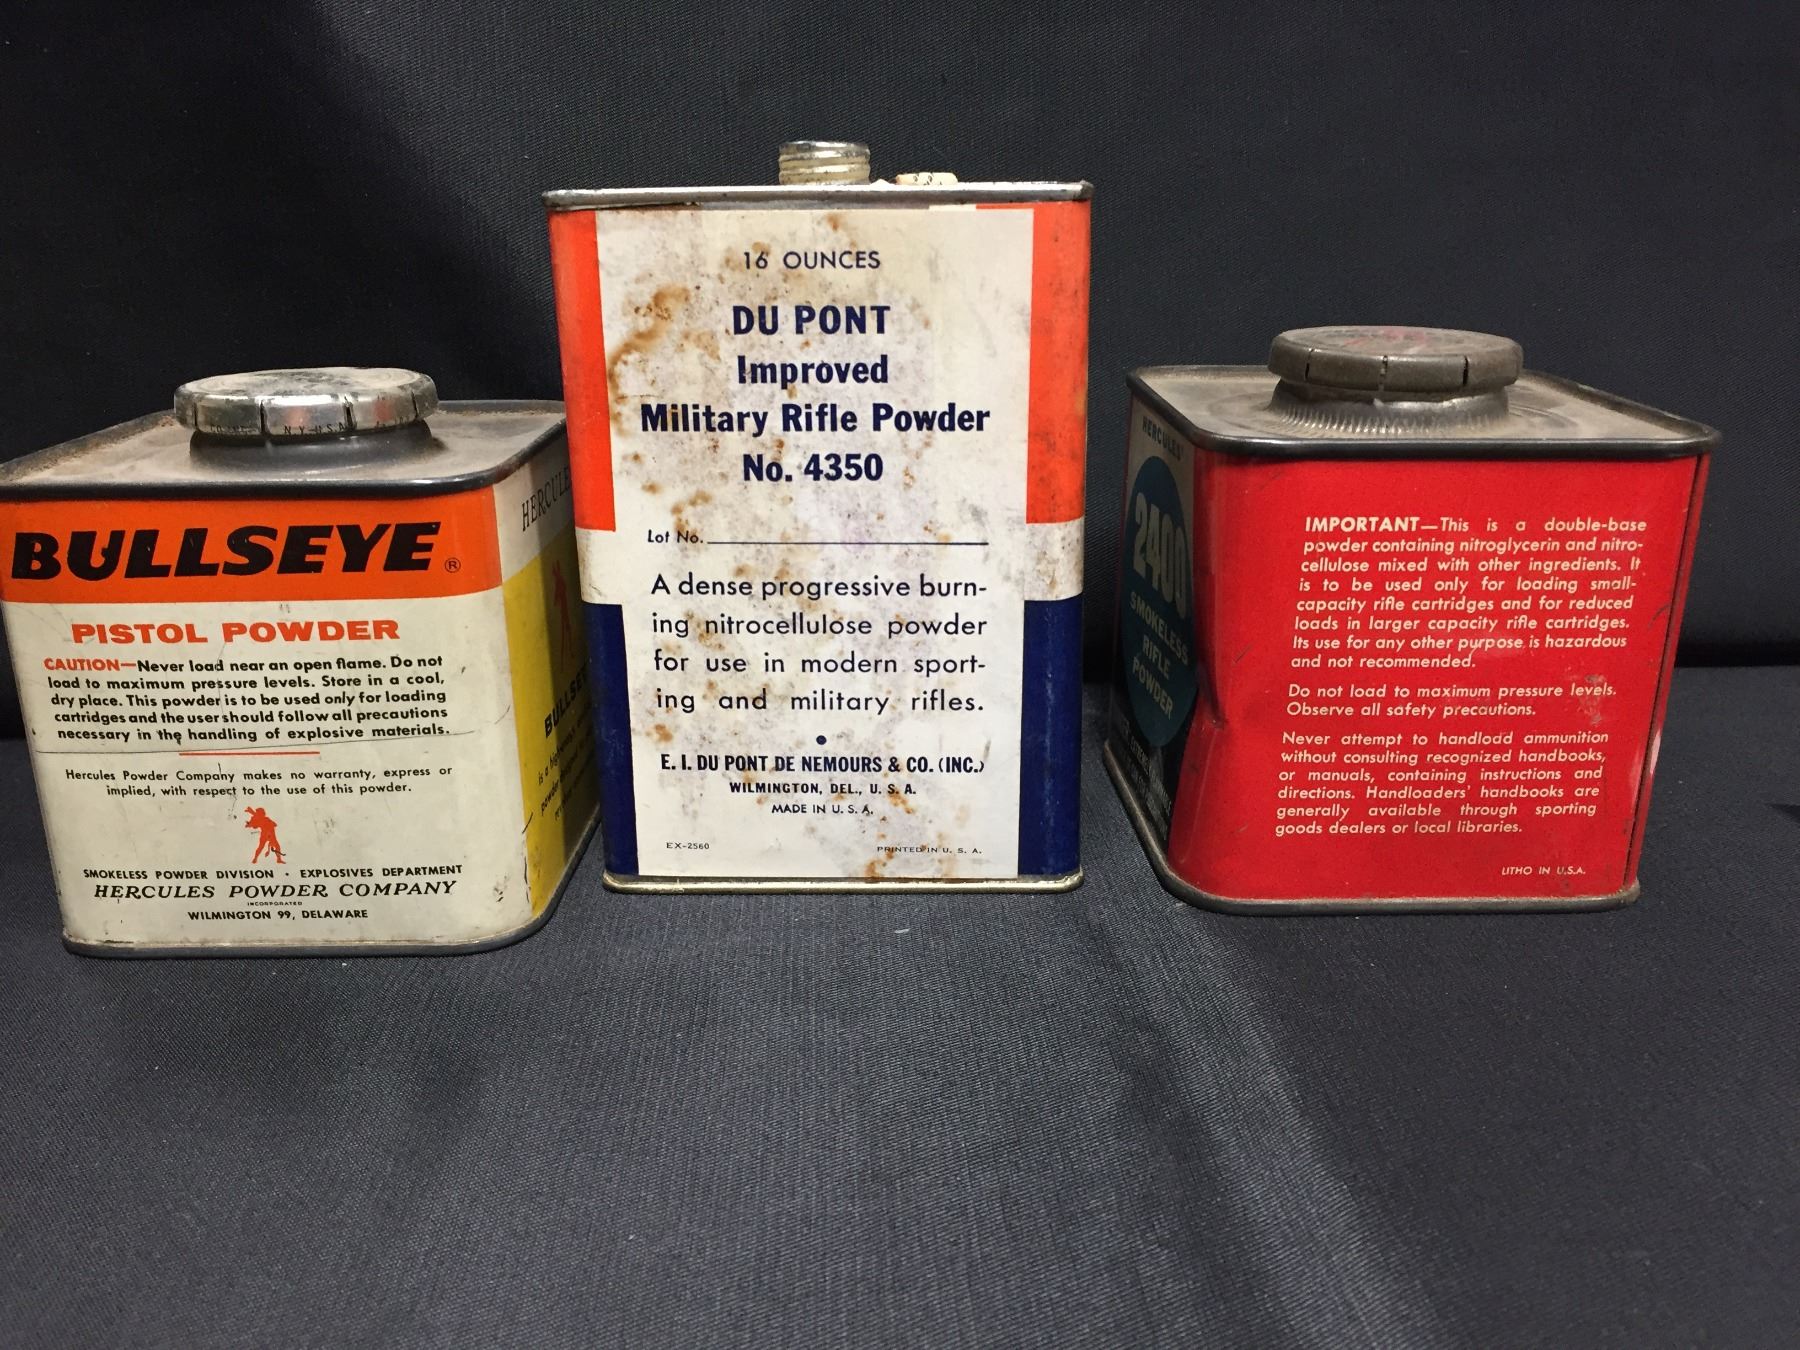 BULLSEYE®
PISTOL POWDER
CAUTION—Never load near an open flame. Do not
load to maximum pressure levels. Store in a cool,
dry place. This powder is to be used only for loading
cartridges and the user should follow all precautions
necessary in the handling of explosive materials.
Hercules Powder Company makes no warranty, express or
implied, with respect to the use of this powder.
SMOKELESS POWDER DIVISION · EXPLOSIVES DEPARTMENT
HERCULES POWDER COMPANY
INCORPORATED
WILMINGTON 99, DELAWARE
N.Y.-U.S.A.
HERCULES
BULLSEYE
is a high
powder
16 OUNCES
DU PONT
Improved
Military Rifle Powder
No. 4350
Lot No.
A dense progressive burn-
ing nitrocellulose powder
for use in modern sport-
ing and military rifles.
E. I. DU PONT DE NEMOURS & CO. (INC.)
WILMINGTON, DEL., U. S. A.
MADE IN U. S. A.
EX-2560
PRINTED IN U. S. A.
HERCULES
2400
SMOKELESS
RIFLE
POWDER
IMPORTANT—This is a double-base
powder containing nitroglycerin and nitro-
cellulose mixed with other ingredients. It
is to be used only for loading small-
capacity rifle cartridges and for reduced
loads in larger capacity rifle cartridges.
Its use for any other purpose is hazardous
and not recommended.
Do not load to maximum pressure levels.
Observe all safety precautions.
Never attempt to handload ammunition
without consulting recognized handbooks,
or manuals, containing instructions and
directions. Handloaders' handbooks are
generally available through sporting
goods dealers or local libraries.
LITHO IN U.S.A.